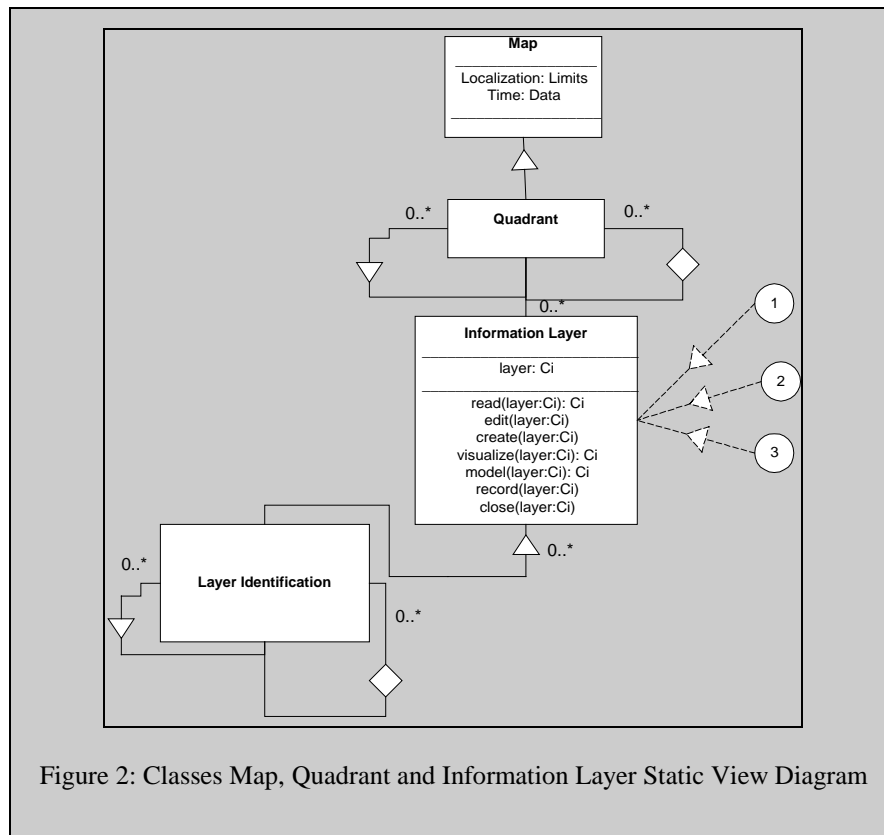 Map
Localization: Limits
Time: Data
0..*
Quadrant
0..*
0..*
Information Layer
layer: Ci
read(layer:Ci): Ci
edit(layer:Ci)
create(layer:Ci)
visualize(layer:Ci): Ci
model(layer:Ci): Ci
record(layer:Ci)
close(layer:Ci)
1
2
3
0..*
0..*
Layer Identification
0..*
Figure 2: Classes Map, Quadrant and Information Layer Static View Diagram